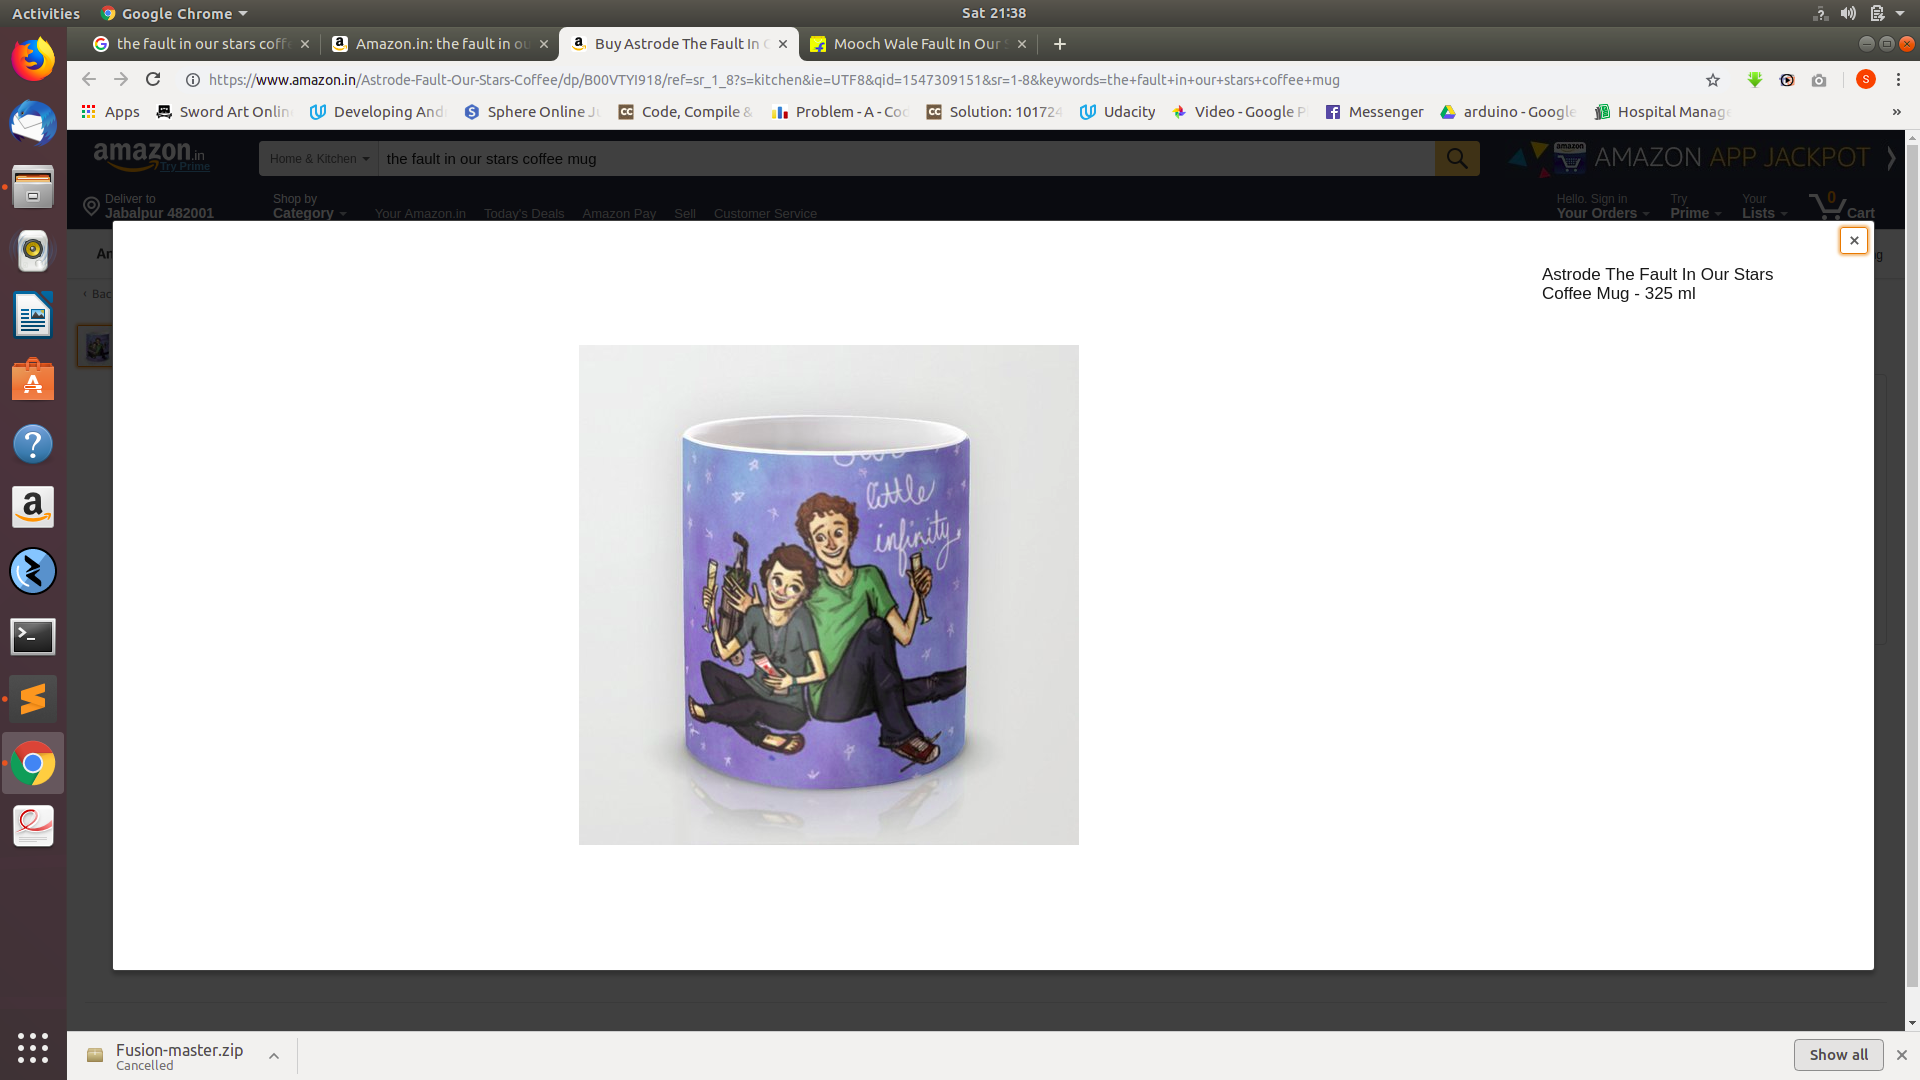 Activities
Google Chrome
Sat 21:38
the fault in our stars coff
Amazon.in: the fault in ou
Buy Astrode The Fault In
Mooch Wale Fault In Our
https://www.amazon.in/Astrode-Fault-Our-Stars-Coffee/dp/B00VTYI918/ref=sr_1_8?s=kitchen&ie=UTF8&qid=1547309151&sr=1-8&keywords=the+fault+in+our+stars+coffee+mug
S
Apps
Sword Art Onlin
Developing And
Sphere Online Ju
Code, Compile &
Problem - A - Cod
Solution: 101724
Udacity
Video - Google P
Messenger
arduino - Google
Hospital Manage
»
amazon.in
Try Prime
Home & Kitchen
the fault in our stars coffee mug
amazon
AMAZON APP JACKPOT
Deliver to
Jabalpur 482001
Shop by
Category
Your Amazon.in
Today's Deals
Amazon Pay
Sell
Customer Service
Hello. Sign in
Your Orders
Try
Prime
Your
Lists
0
Cart
‹ Bac
Astrode The Fault In Our Stars
Coffee Mug - 325 ml
little
infinity
Fusion-master.zip
Cancelled
Show all